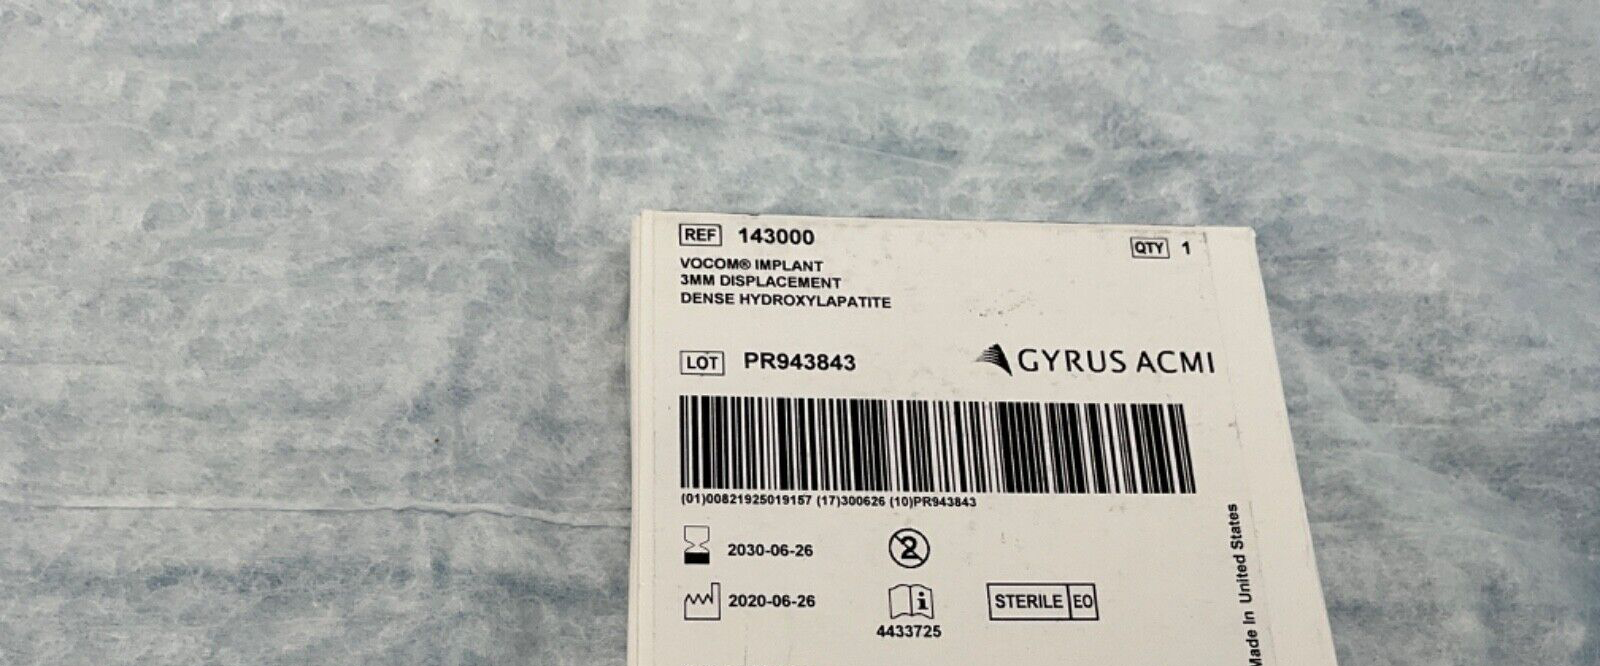 REF 143000
QTY 1
VOCOM® IMPLANT
3MM DISPLACEMENT
DENSE HYDROXYLAPATITE
LOT PR943843
GYRUS ACMI
(01)00821925019157 (17)300626 (10)PR943843
2030-06-26
2
2020-06-26
i
STERILE EO
4433725
Made In United States